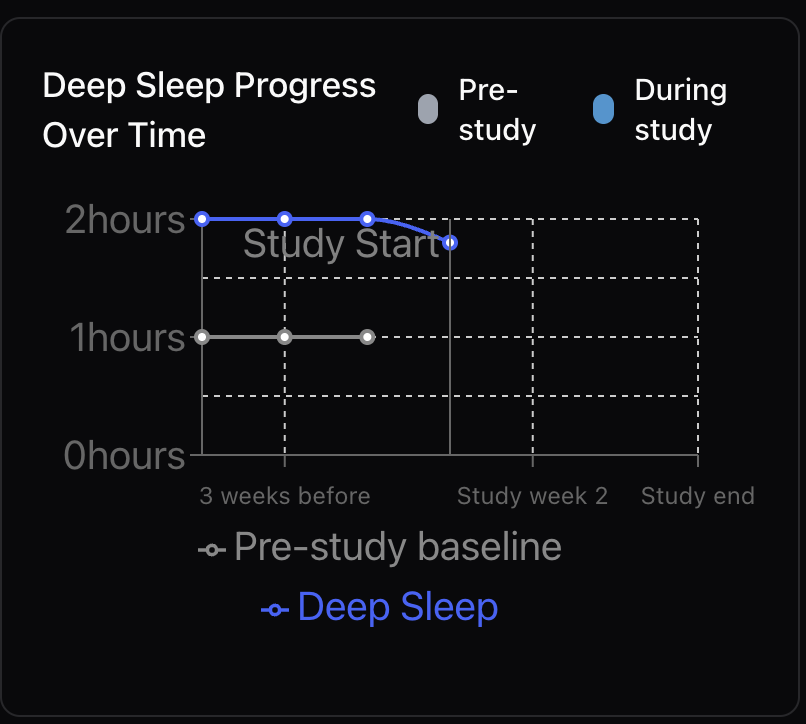 Deep Sleep Progress
Over Time
Pre-
study
During
study
2hours
Study Start
1hours
0hours
3 weeks before
Study week 2
Study end
Pre-study baseline
Deep Sleep